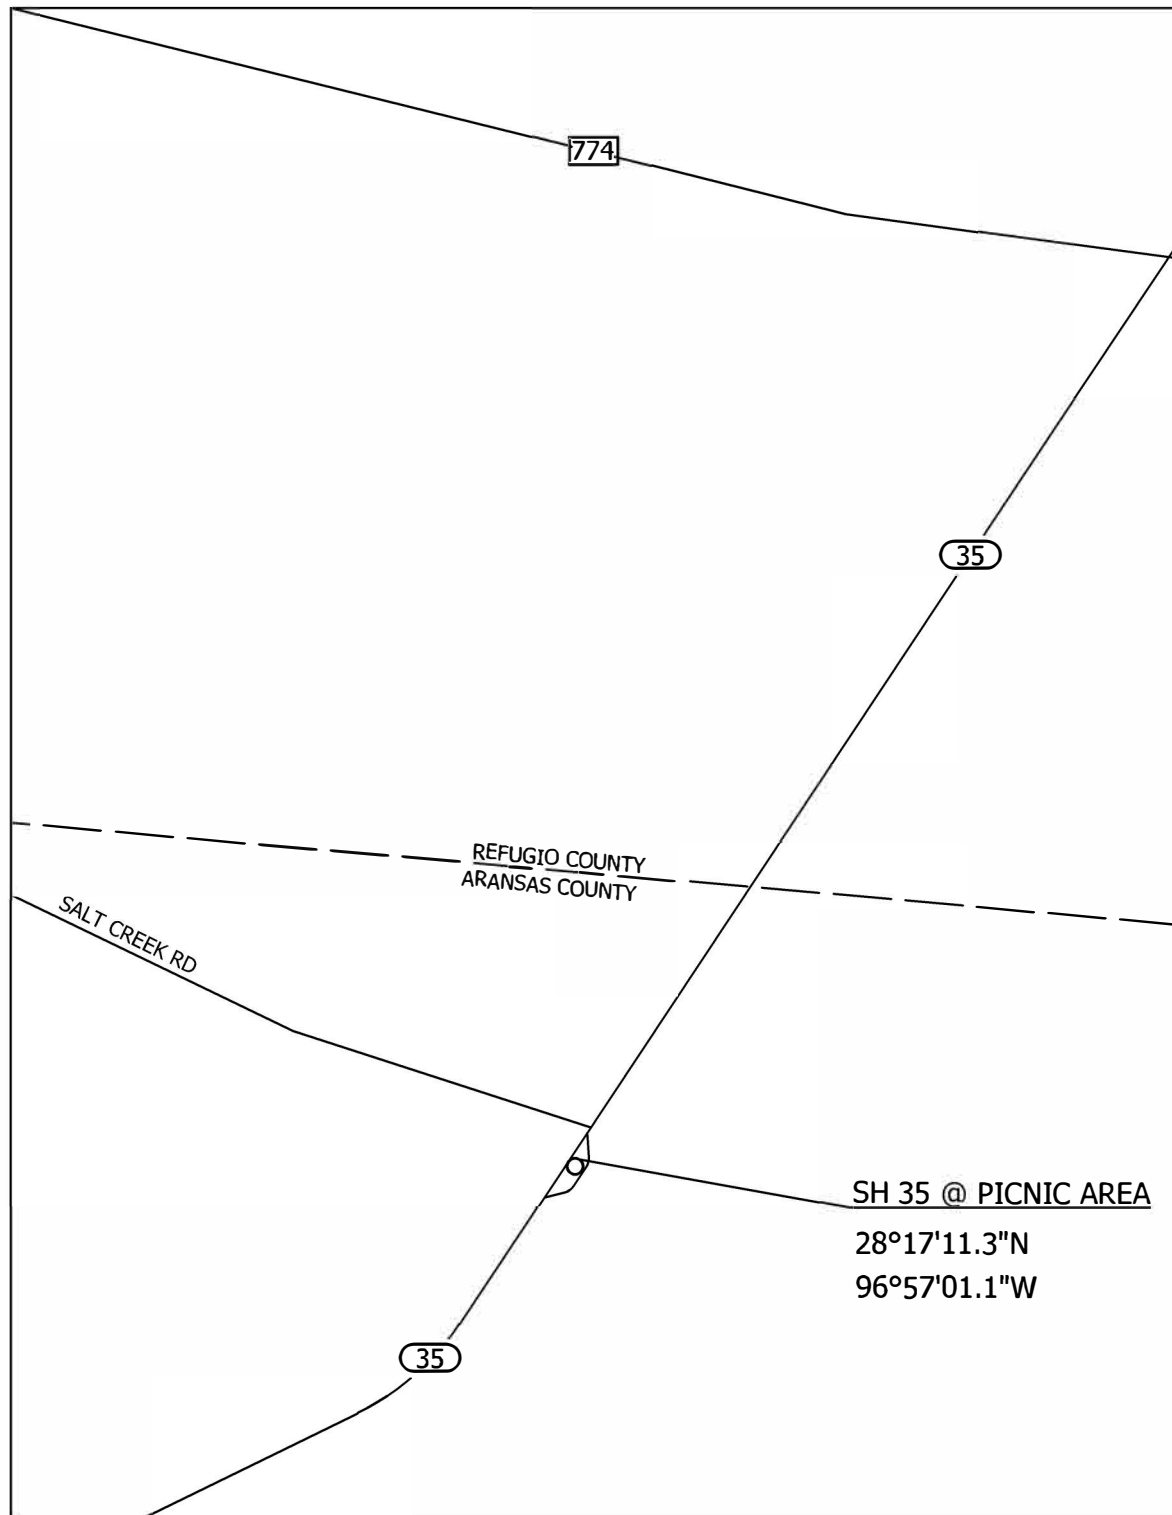 774
35
REFUGIO COUNTY
ARANSAS COUNTY
SALT CREEK RD
SH 35 @ PICNIC AREA
28°17'11.3"N
96°57'01.1"W
35